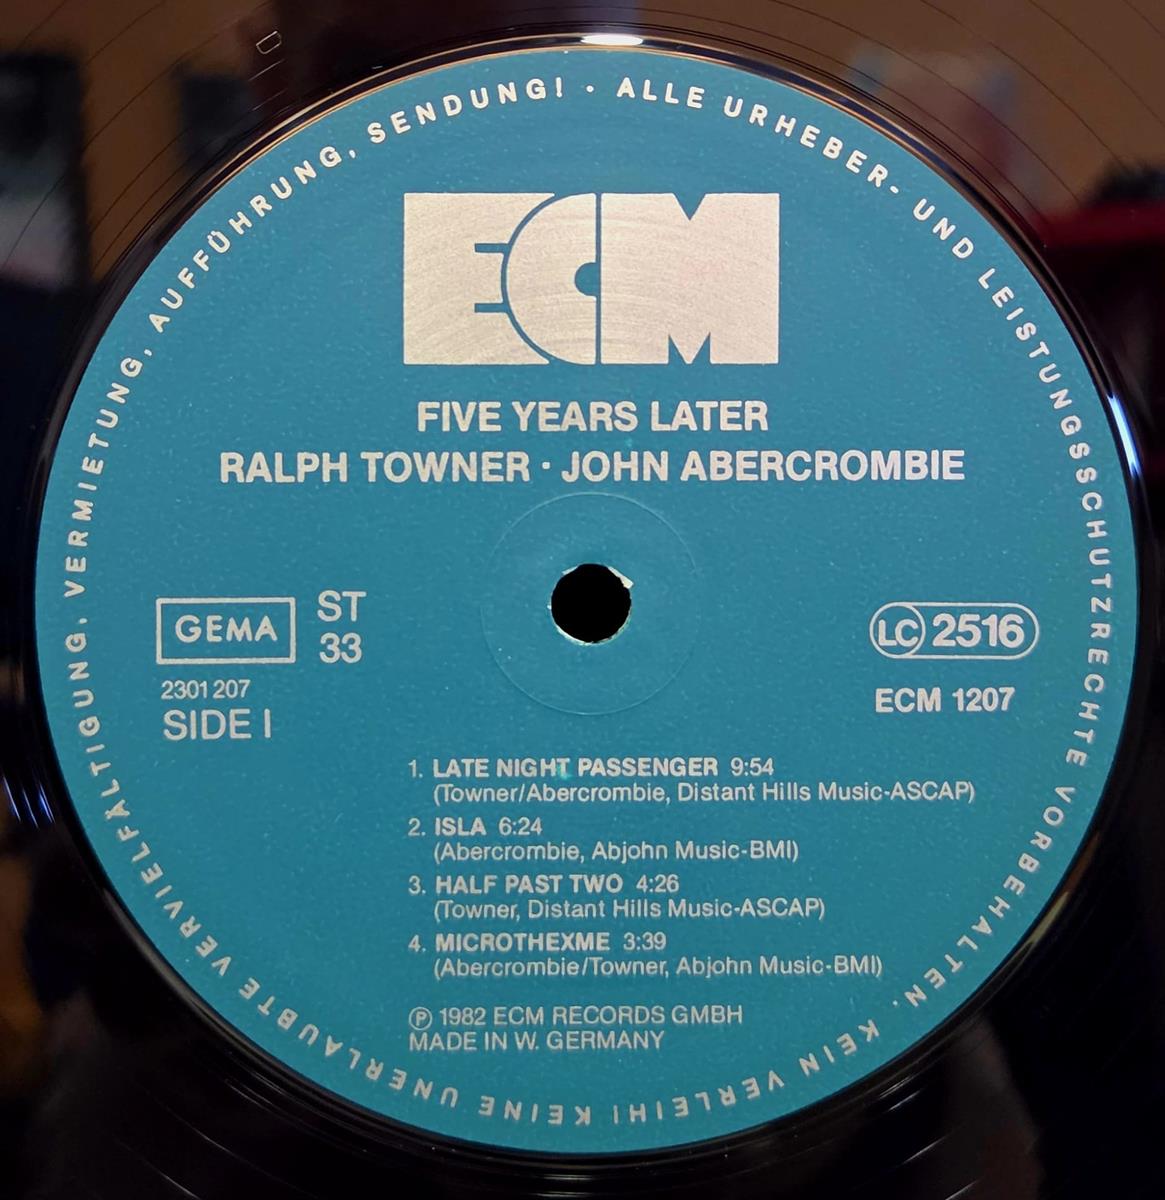 ALLE URHEBER- UND LEISTUNGSSCHUTZRECHTE VORBEHALTEN. KEIN VERLEIH! KEINE UNERLAUBTE VERVIELFÄLTIGUNG, VERMIETUNG, AUFFÜHRUNG, SENDUNG! ·
ECM
FIVE YEARS LATER
RALPH TOWNER · JOHN ABERCROMBIE
GEMA
ST
33
2301 207
SIDE I
LC 2516
ECM 1207
1. LATE NIGHT PASSENGER 9:54
(Towner/Abercrombie, Distant Hills Music-ASCAP)
2. ISLA 6:24
(Abercrombie, Abjohn Music-BMI)
3. HALF PAST TWO 4:26
(Towner, Distant Hills Music-ASCAP)
4. MICROTHEXME 3:39
(Abercrombie/Towner, Abjohn Music-BMI)
Ⓟ 1982 ECM RECORDS GMBH
MADE IN W. GERMANY